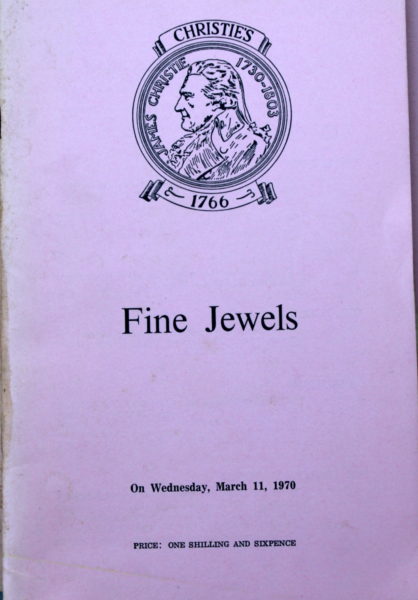 CHRISTIE'S
JAMES CHRISTIE 1730-1803
1766
Fine Jewels
On Wednesday, March 11, 1970
PRICE: ONE SHILLING AND SIXPENCE